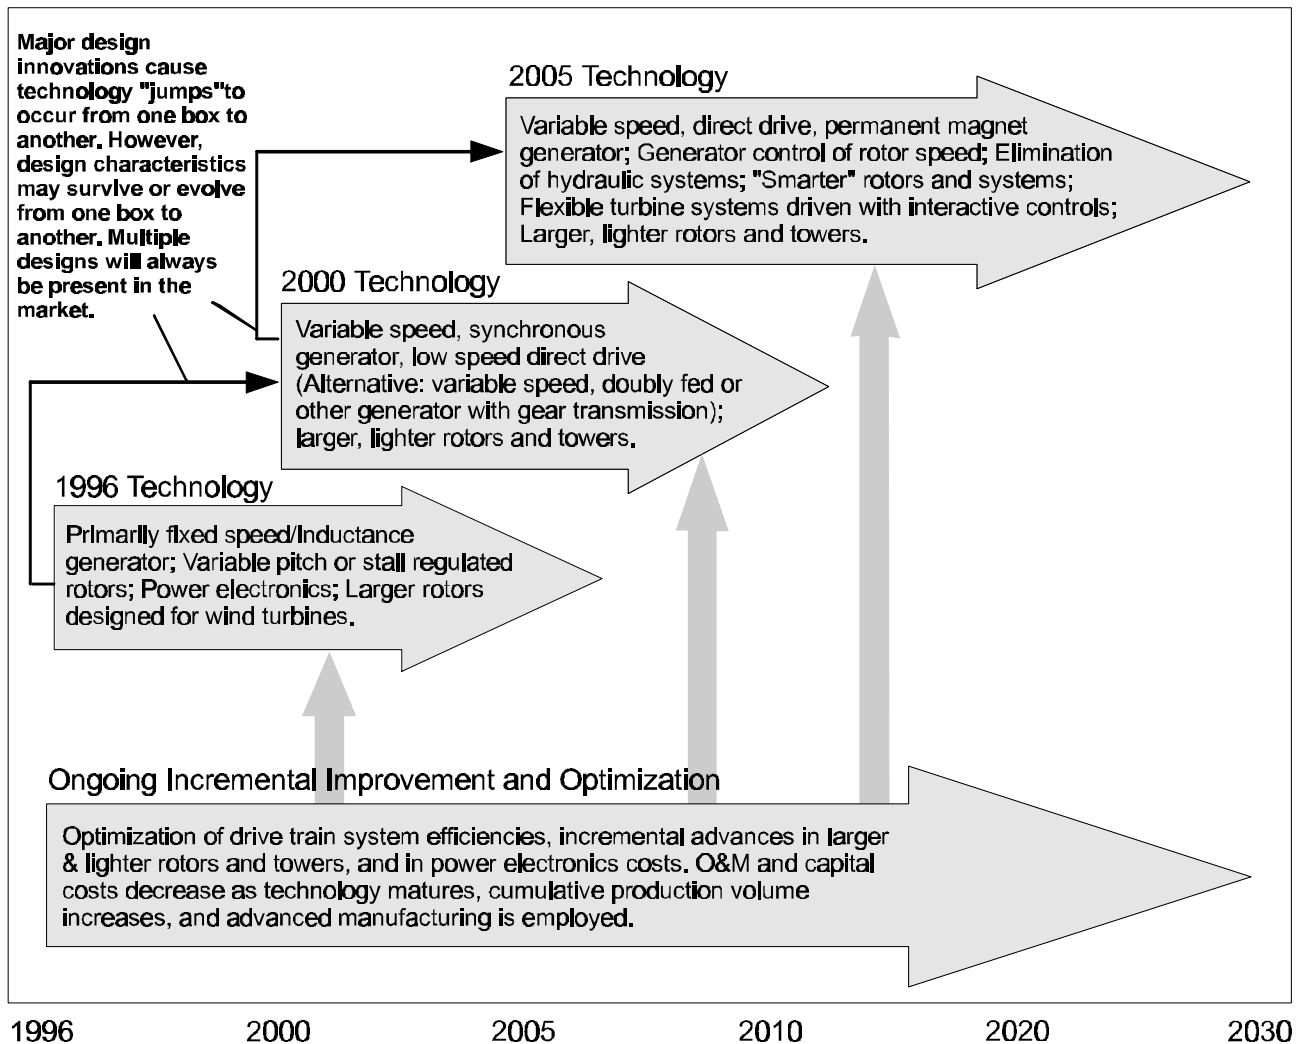 Major design
innovations cause
technology "jumps"to
occur from one box to
another. However,
design characteristics
may survive or evolve
from one box to
another. Multiple
designs will always
be present in the
market.
2005 Technology
Variable speed, direct drive, permanent magnet
generator; Generator control of rotor speed; Elimination
of hydraulic systems; "Smarter" rotors and systems;
Flexible turbine systems driven with interactive controls;
Larger, lighter rotors and towers.
2000 Technology
Variable speed, synchronous
generator, low speed direct drive
(Alternative: variable speed, doubly fed or
other generator with gear transmission);
larger, lighter rotors and towers.
1996 Technology
Primarily fixed speed/Inductance
generator; Variable pitch or stall regulated
rotors; Power electronics; Larger rotors
designed for wind turbines.
Ongoing Incremental Improvement and Optimization
Optimization of drive train system efficiencies, incremental advances in larger
& lighter rotors and towers, and in power electronics costs. O&M and capital
costs decrease as technology matures, cumulative production volume
increases, and advanced manufacturing is employed.
1996 2000 2005 2010 2020 2030